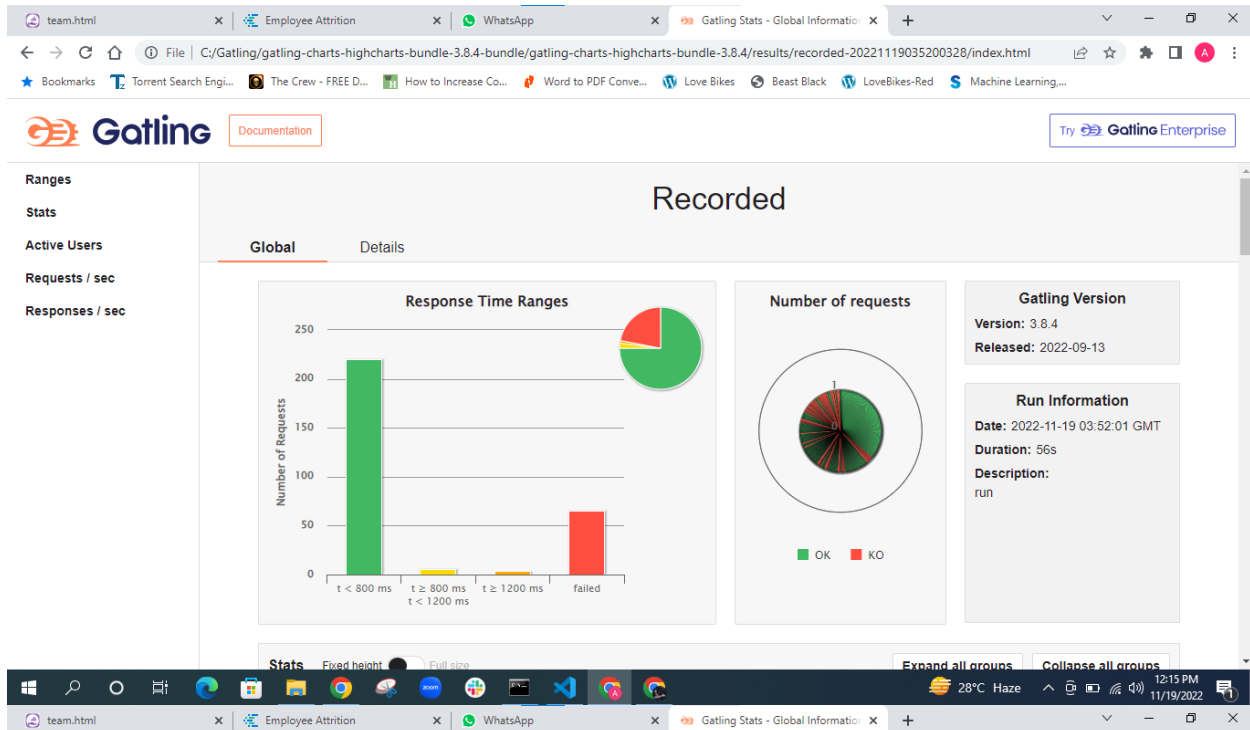 team.html
Employee Attrition
WhatsApp
Gatling Stats - Global Information
File
C:/Gatling/gatling-charts-highcharts-bundle-3.8.4-bundle/gatling-charts-highcharts-bundle-3.8.4/results/recorded-20221119035200328/index.html
A
Bookmarks
Torrent Search Engi...
The Crew - FREE D...
How to Increase Co...
Word to PDF Conve...
Love Bikes
Beast Black
LoveBikes-Red
Machine Learning,...
Gatling
Documentation
Try Gatling Enterprise
Ranges
Stats
Active Users
Requests / sec
Responses / sec
Recorded
Global
Details
Response Time Ranges
Number of Requests
250
200
150
100
50
0
t < 800 ms
t ≥ 800 ms
t < 1200 ms
t ≥ 1200 ms
failed
Number of requests
1
0
OK
KO
Gatling Version
Version: 3.8.4
Released: 2022-09-13
Run Information
Date: 2022-11-19 03:52:01 GMT
Duration: 56s
Description:
run
Stats
Fixed height
Full size
Expand all groups
Collapse all groups
zoom
28°C Haze
12:15 PM
11/19/2022
1
team.html
Employee Attrition
WhatsApp
Gatling Stats - Global Information